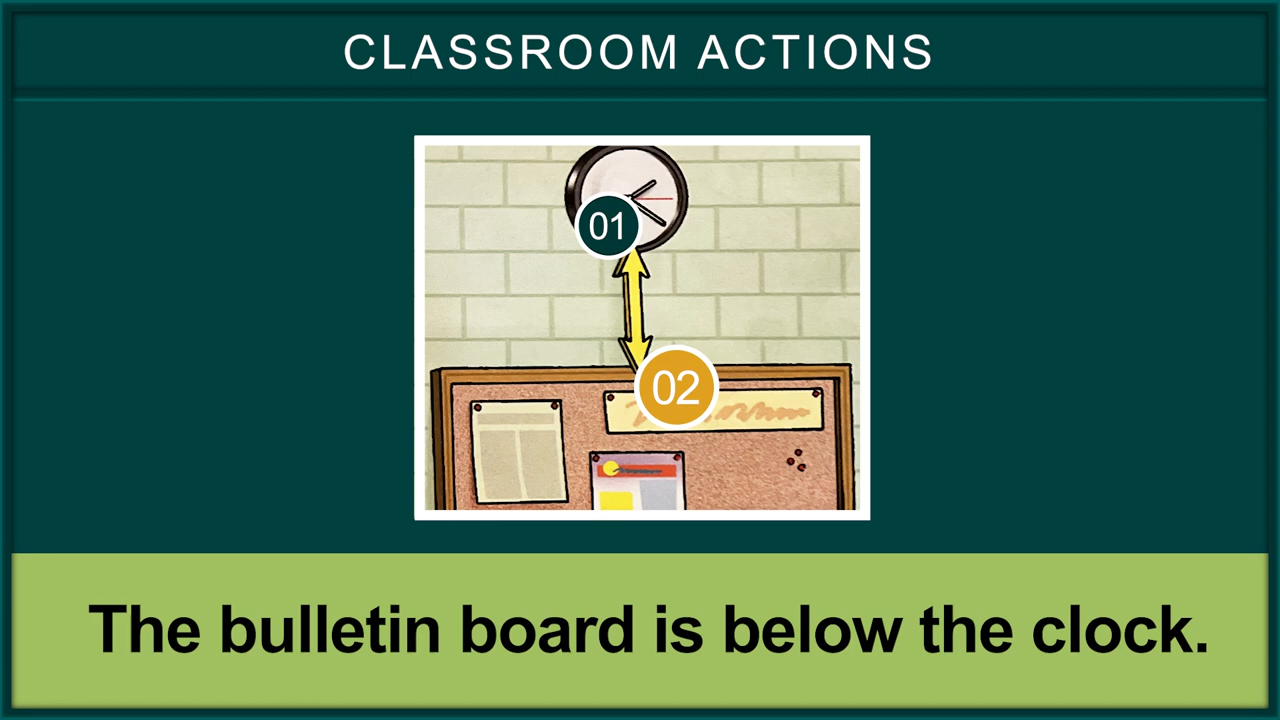 CLASSROOM ACTIONS
01
02
The bulletin board is below the clock.